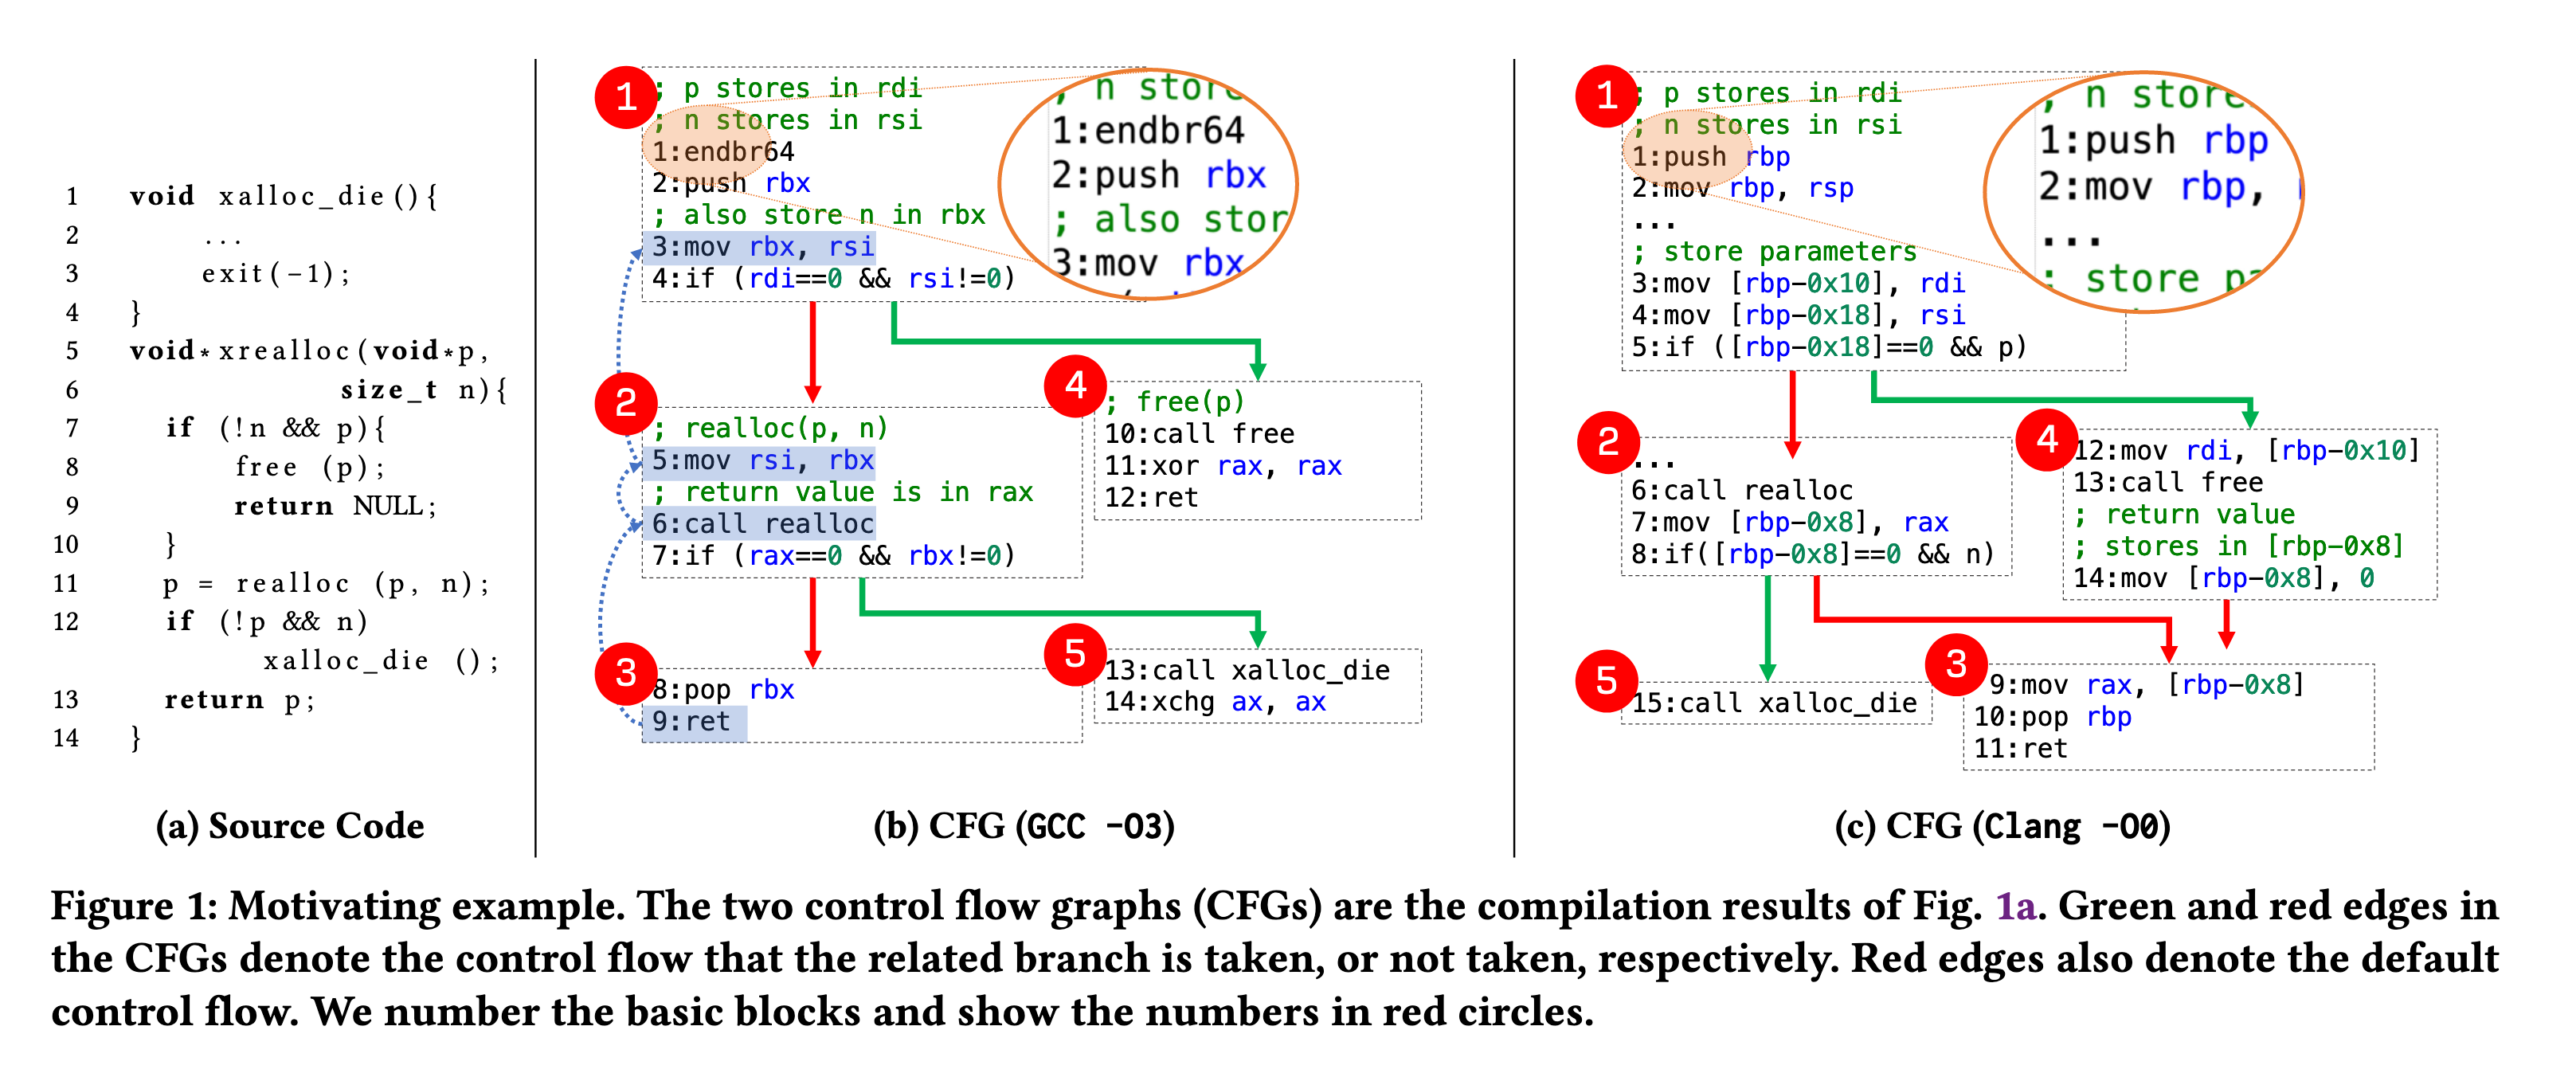 1 void xalloc_die(){
2 ...
3 exit(-1);
4 }
5 void*xrealloc(void*p,
6 size_t n){
7 if (!n && p){
8 free (p);
9 return NULL;
10 }
11 p = realloc (p, n);
12 if (!p && n)
xalloc_die ();
13 return p;
14 }
(a) Source Code
1
; p stores in rdi
; n stores in rsi
1:endbr64
2:push rbx
; also store n in rbx
3:mov rbx, rsi
4:if (rdi==0 && rsi!=0)
; n store
1:endbr64
2:push rbx
; also stor
3:mov rbx
2
; realloc(p, n)
5:mov rsi, rbx
; return value is in rax
6:call realloc
7:if (rax==0 && rbx!=0)
4
; free(p)
10:call free
11:xor rax, rax
12:ret
3
8:pop rbx
9:ret
5
13:call xalloc_die
14:xchg ax, ax
(b) CFG (GCC -O3)
1
; p stores in rdi
; n stores in rsi
1:push rbp
2:mov rbp, rsp
...
; store parameters
3:mov [rbp-0x10], rdi
4:mov [rbp-0x18], rsi
5:if ([rbp-0x18]==0 && p)
; n store
1:push rbp
2:mov rbp,
...
; store pa
2
...
6:call realloc
7:mov [rbp-0x8], rax
8:if([rbp-0x8]==0 && n)
4
12:mov rdi, [rbp-0x10]
13:call free
; return value
; stores in [rbp-0x8]
14:mov [rbp-0x8], 0
5
15:call xalloc_die
3
9:mov rax, [rbp-0x8]
10:pop rbp
11:ret
(c) CFG (Clang -O0)
Figure 1: Motivating example. The two control flow graphs (CFGs) are the compilation results of Fig. 1a. Green and red edges in
the CFGs denote the control flow that the related branch is taken, or not taken, respectively. Red edges also denote the default
control flow. We number the basic blocks and show the numbers in red circles.